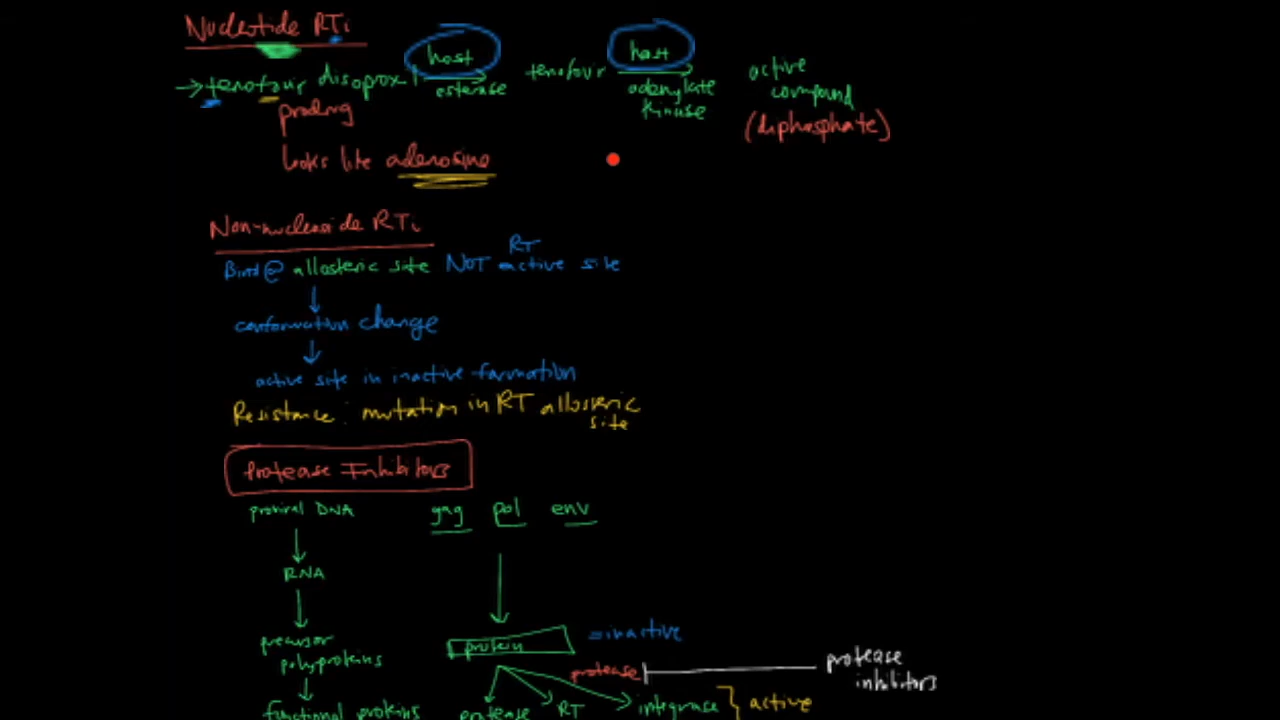 Nucleotide RTi
host host
→ tenofovir disoproxil esterase tenofovir adenylate kinase active compound
prodrug (diphosphate)
looks like adenosine
Non-nucleoside RTi
Bind @ allosteric site NOT RT active site
↓
conformation change
↓
active site in inactive formation
Resistance: mutation in RT allosteric site
Protease Inhibitors
proviral DNA gag pol env
↓
RNA
↓
precursor polyproteins protein = inactive
protease protease inhibitors
↓
functional proteins protease RT integrase } active